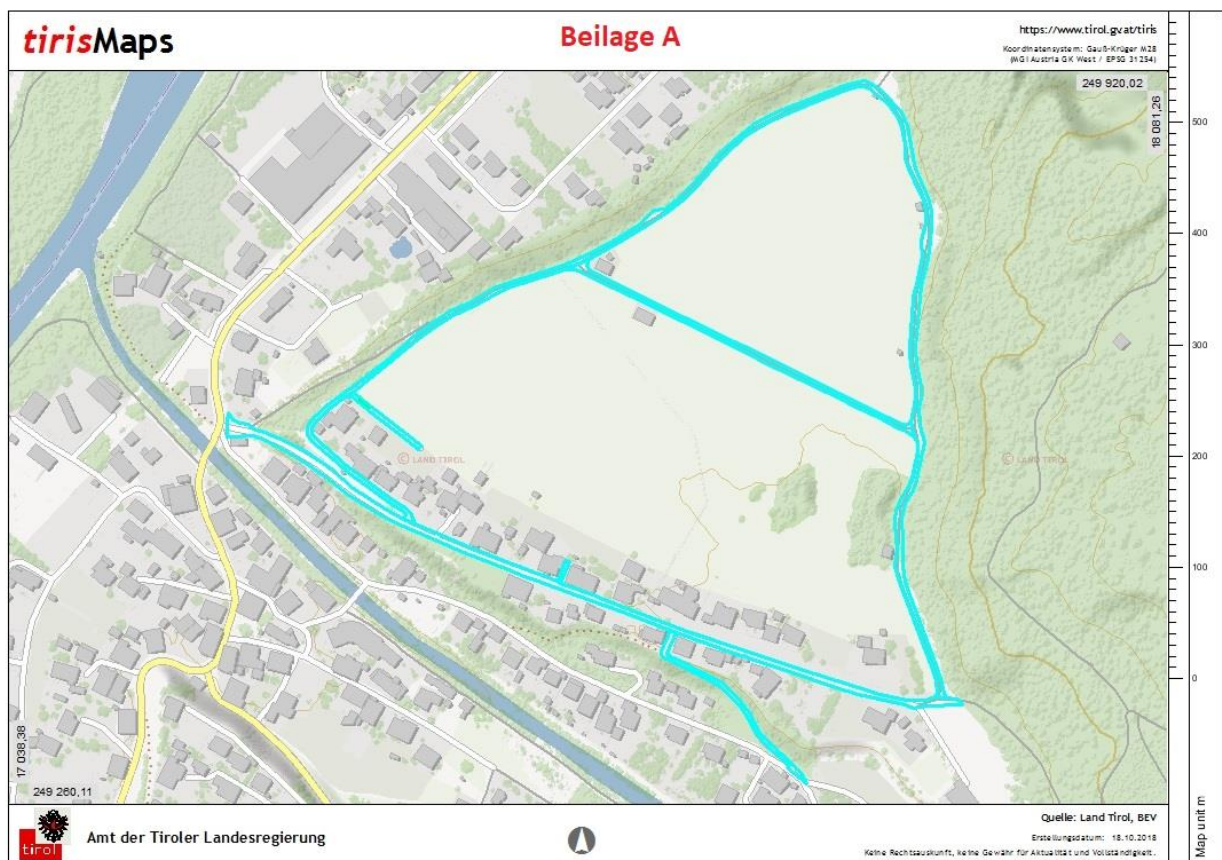 tirisMaps
Beilage A
https://www.tirol.gv.at/tiris
Koordinatensystem: Gauß-Krüger M28
(MGI Austria GK West / EPSG 31254)
249 920,02
18 081,26
© LAND TIROL
© LAND TIROL
17 038,38
249 260,11
500
400
300
200
100
0
Map unit m
tirol
Amt der Tiroler Landesregierung
Quelle: Land Tirol, BEV
Erstellungsdatum: 18.10.2018
Keine Rechtsauskunft, keine Gewähr für Aktualität und Vollständigkeit.